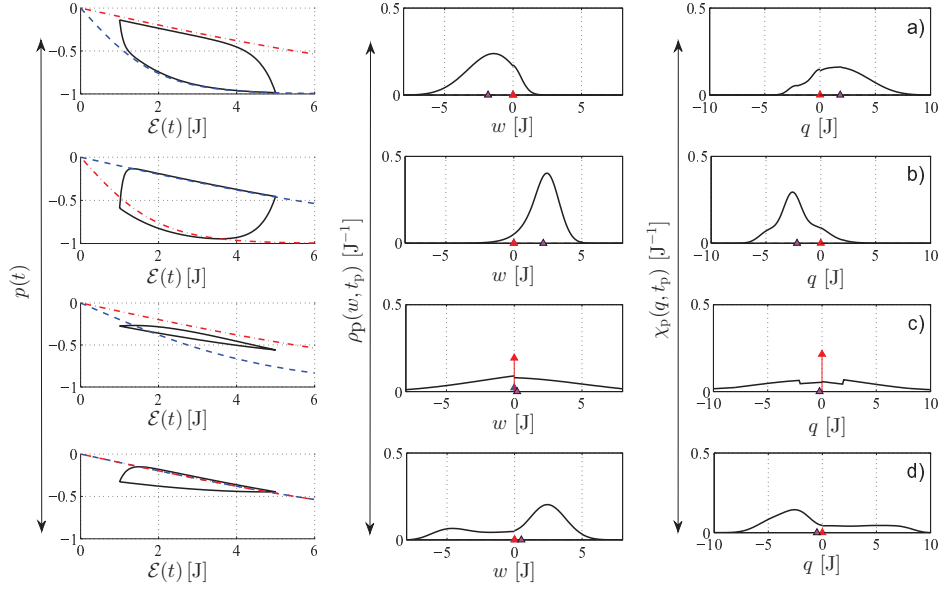 0 0.5 0.5 a)
−0.5
−1 0 0
0 2 4 6 −5 0 5 −10 −5 0 5 10
ℰ(t) [J] w [J] q [J]
0 0.5 0.5 b)
−0.5
−1 0 0
0 2 4 6 −5 0 5 −10 −5 0 5 10
ℰ(t) [J] w [J] q [J]
p(t) ρₚ(w, tₚ) [J⁻¹] χₚ(q, tₚ) [J⁻¹]
0 0.5 0.5 c)
−0.5
−1 0 0
0 2 4 6 −5 0 5 −10 −5 0 5 10
ℰ(t) [J] w [J] q [J]
0 0.5 0.5 d)
−0.5
−1 0 0
0 2 4 6 −5 0 5 −10 −5 0 5 10
ℰ(t) [J] w [J] q [J]